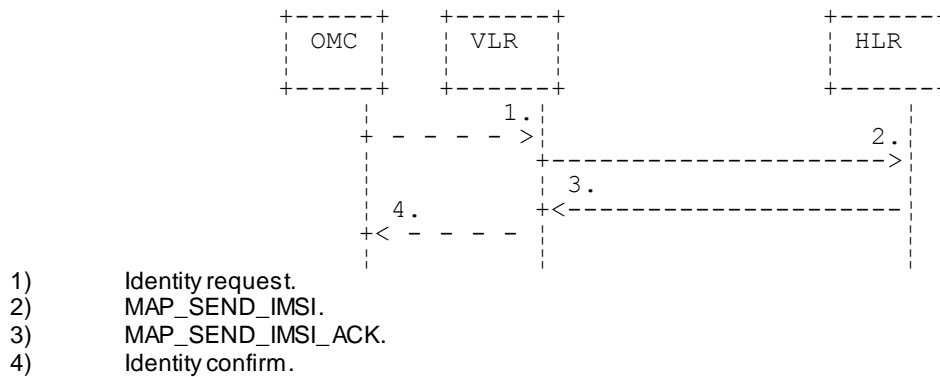 OMC VLR HLR
1.
2.
3.
4.
1) Identity request.
2) MAP_SEND_IMSI.
3) MAP_SEND_IMSI_ACK.
4) Identity confirm.